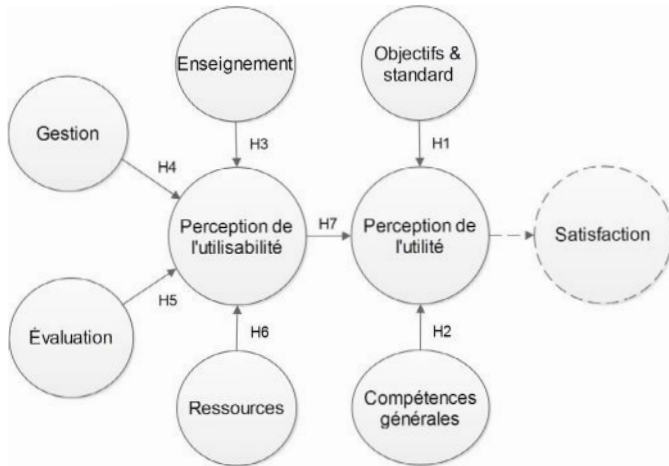 Enseignement
Objectifs &
standard
Gestion
H4
H3
H1
Perception de
l'utilisabilité
H7
Perception de
l'utilité
Satisfaction
H5
H6
H2
Évaluation
Ressources
Compétences
générales